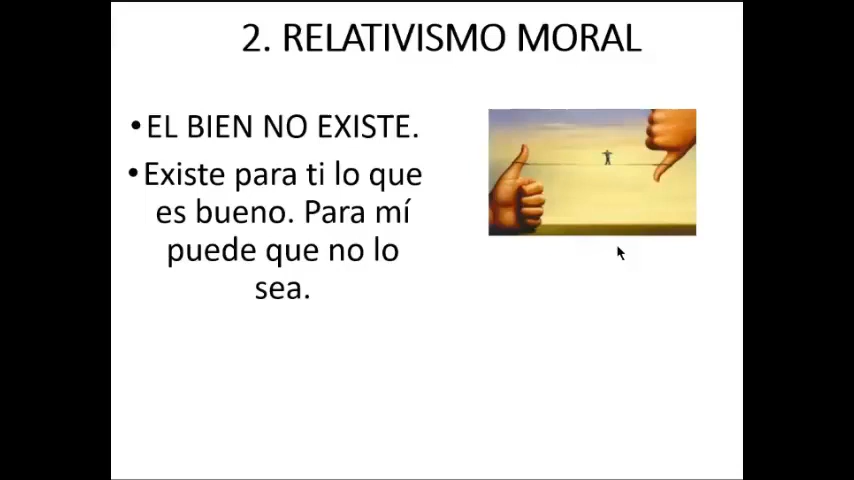 2. RELATIVISMO MORAL
•EL BIEN NO EXISTE.
•Existe para ti lo que
es bueno. Para mí
puede que no lo
sea.